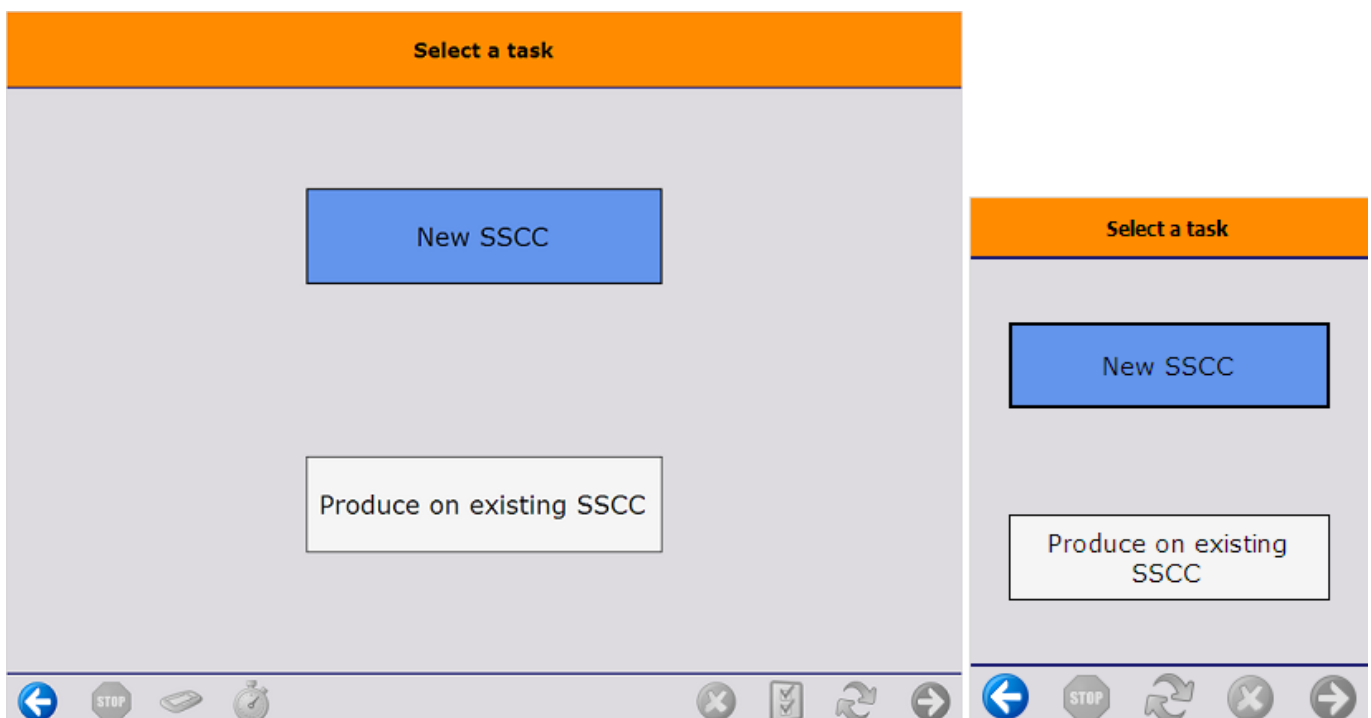 Select a task
New SSCC
Produce on existing SSCC
STOP
Select a task
New SSCC
Produce on existing
SSCC
STOP